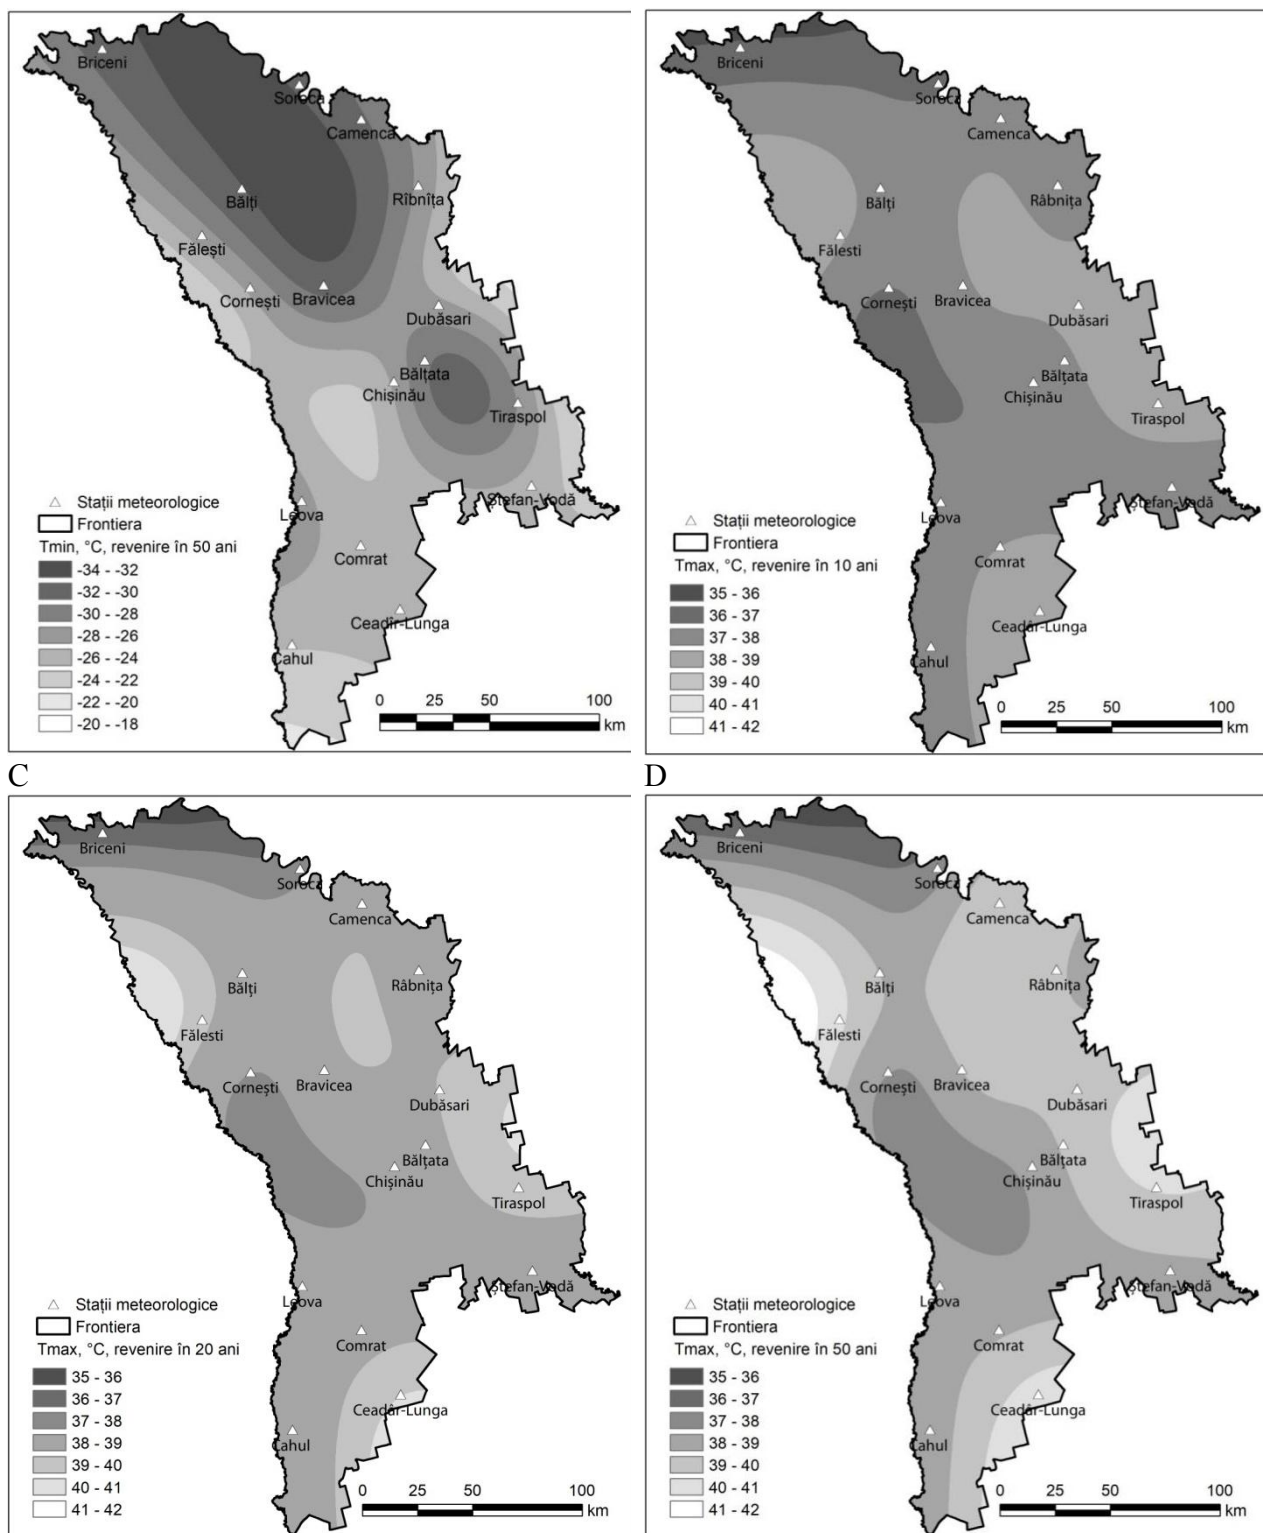 Briceni
Soroca
Camenca
Bălți
Rîbnița
Fălești
Cornești
Bravicea
Dubăsari
Bălțata
Chișinău
Tiraspol
Ștefan-Vodă
Leova
Comrat
Ceadîr-Lunga
Cahul
Stații meteorologice
Frontiera
Tmin, °C, revenire în 50 ani
-34 - -32
-32 - -30
-30 - -28
-28 - -26
-26 - -24
-24 - -22
-22 - -20
-20 - -18
0 25 50 100
km
Briceni
Soroca
Camenca
Bălți
Râbnița
Fălesti
Cornești
Bravicea
Dubăsari
Bălțata
Chișinău
Tiraspol
Ștefan-Vodă
Leova
Comrat
Ceadâr-Lunga
Cahul
Stații meteorologice
Frontiera
Tmax, °C, revenire în 10 ani
35 - 36
36 - 37
37 - 38
38 - 39
39 - 40
40 - 41
41 - 42
0 25 50 100
km
C
D
Briceni
Soroca
Camenca
Bălți
Râbnița
Fălesti
Cornești
Bravicea
Dubăsari
Bălțata
Chișinău
Tiraspol
Ștefan-Vodă
Leova
Comrat
Ceadâr-Lunga
Cahul
Stații meteorologice
Frontiera
Tmax, °C, revenire în 20 ani
35 - 36
36 - 37
37 - 38
38 - 39
39 - 40
40 - 41
41 - 42
0 25 50 100
km
Briceni
Soroca
Camenca
Bălți
Râbnița
Fălesti
Cornești
Bravicea
Dubăsari
Bălțata
Chișinău
Tiraspol
Ștefan-Vodă
Leova
Comrat
Ceadâr-Lunga
Cahul
Stații meteorologice
Frontiera
Tmax, °C, revenire în 50 ani
35 - 36
36 - 37
37 - 38
38 - 39
39 - 40
40 - 41
41 - 42
0 25 50 100
km